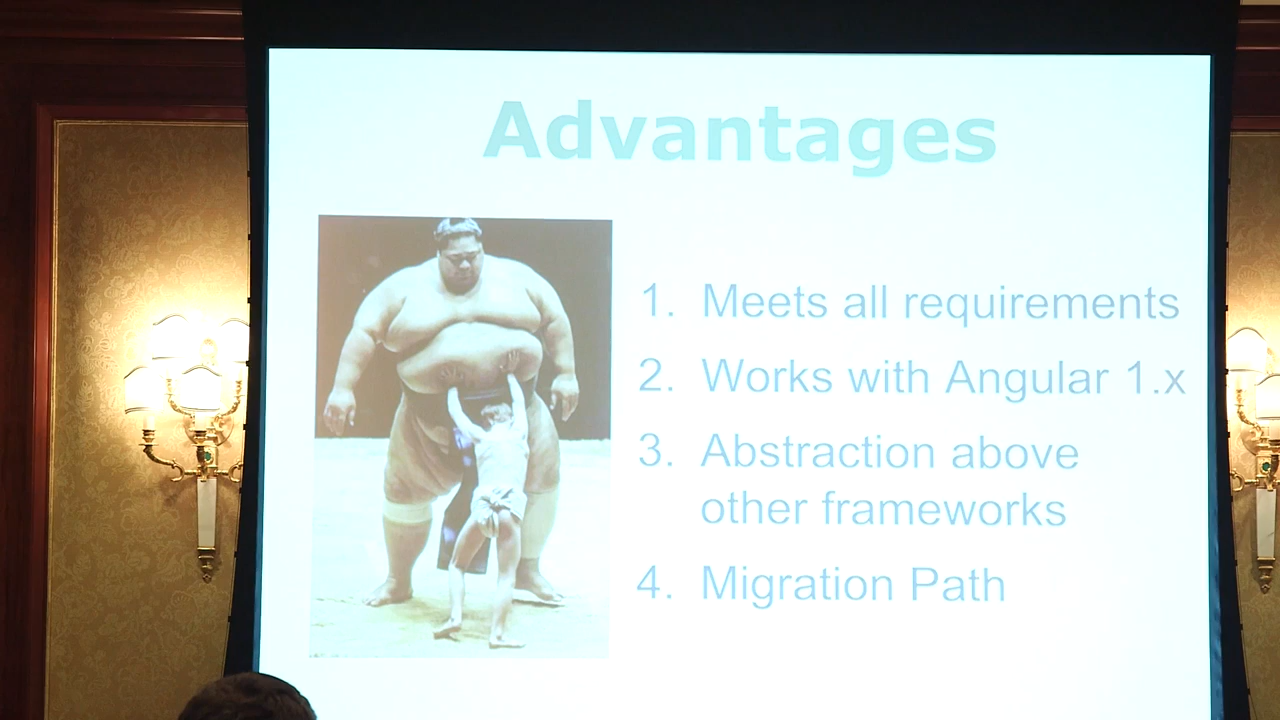 Advantages
1. Meets all requirements
2. Works with Angular 1.x
3. Abstraction above
other frameworks
4. Migration Path